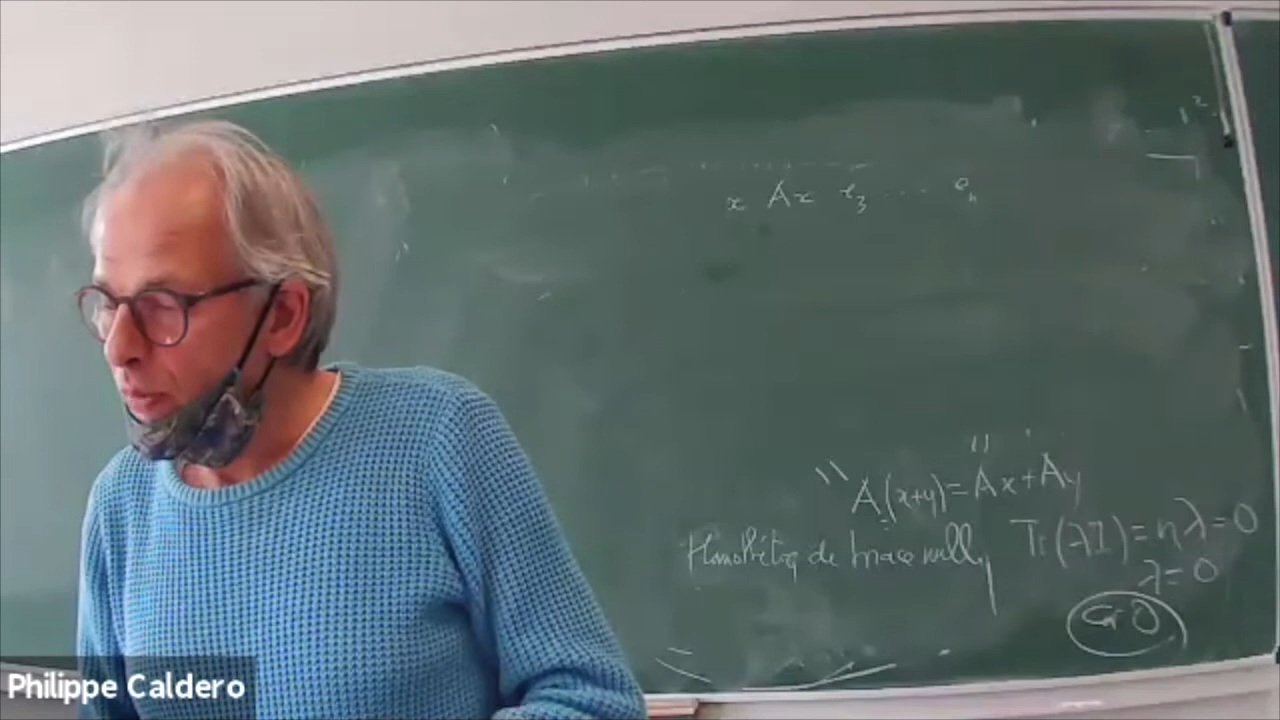 x Ax e₃ .... eₙ
A(x+y)=Ax+Ay
Homothétie de trace nulle Tr(λI)=nλ=0
λ=0
Philippe Caldero